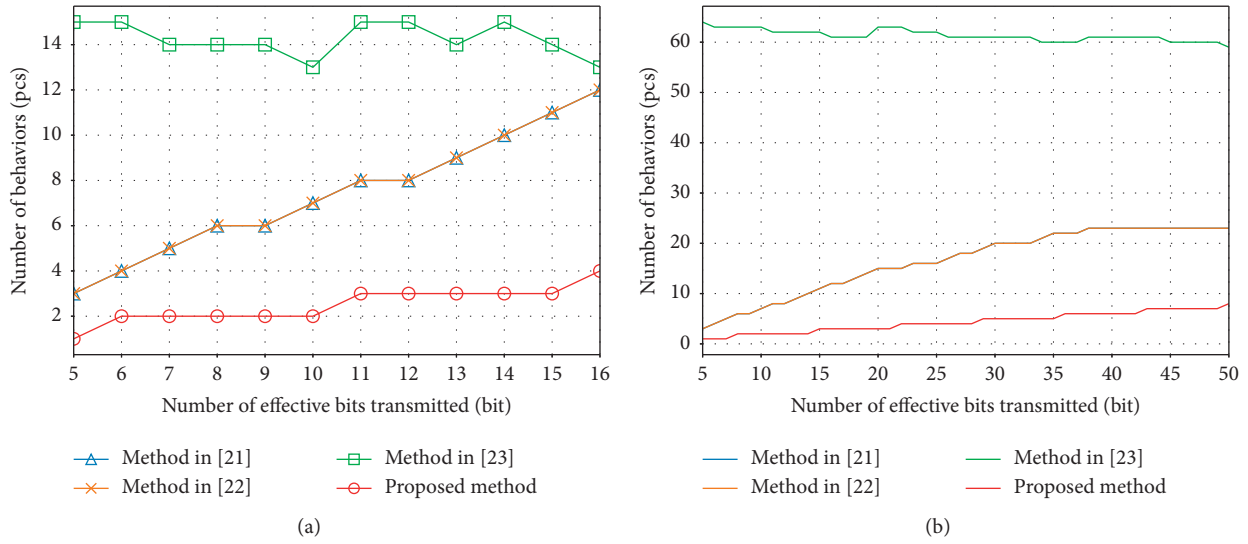 Number of behaviors (pcs)
14
12
10
8
6
4
2
5 6 7 8 9 10 11 12 13 14 15 16
Number of effective bits transmitted (bit)
Method in [21]
Method in [22]
Method in [23]
Proposed method
(a)
Number of behaviors (pcs)
60
50
40
30
20
10
0
5 10 15 20 25 30 35 40 45 50
Number of effective bits transmitted (bit)
Method in [21]
Method in [22]
Method in [23]
Proposed method
(b)